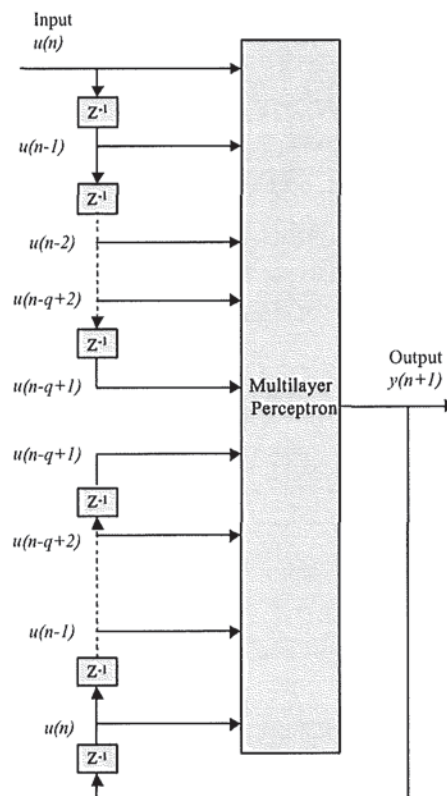 Input
u(n)
Z-1
u(n-1)
Z-1
u(n-2)
u(n-q+2)
Z-1
u(n-q+1)
Multilayer
Perceptron
Output
y(n+1)
u(n-q+1)
Z-1
u(n-q+2)
u(n-1)
Z-1
u(n)
Z-1